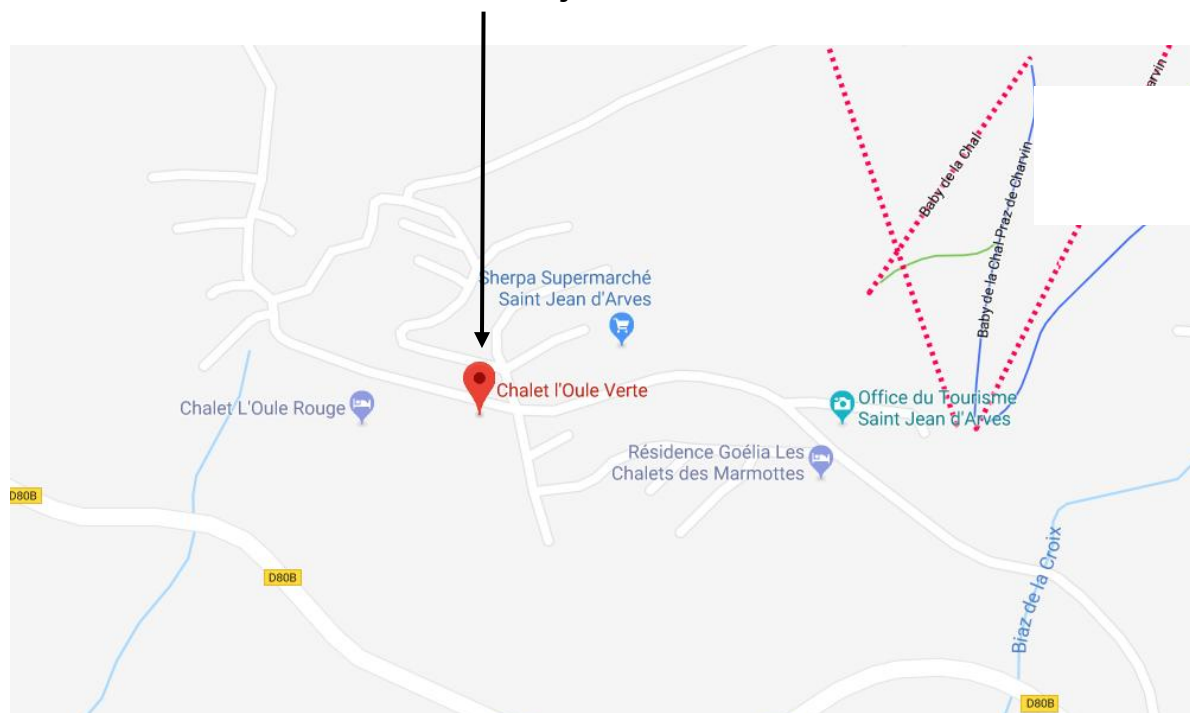 Baby de la Chal
arvin
Baby de la Chal-Praz de Charvin
Sherpa Supermarché
Saint Jean d'Arves
Chalet l'Oule Verte
Chalet L'Oule Rouge
Office du Tourisme
Saint Jean d'Arves
Résidence Goélia Les
Chalets des Marmottes
D80B
D80B
Biaz de la Croix
D80B